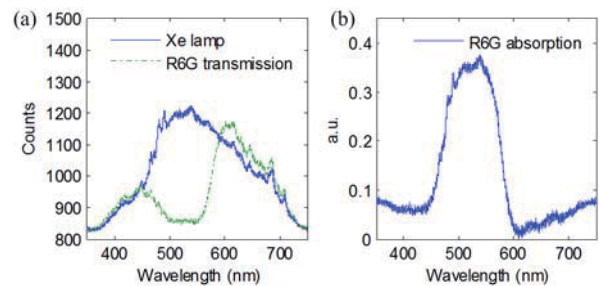 (a)
1500
1400
1300
1200
1100
1000
900
800
Counts
Xe lamp
R6G transmission
400 500 600 700
Wavelength (nm)
(b)
0.4
0.3
0.2
0.1
0
a.u.
R6G absorption
400 500 600 700
Wavelength (nm)